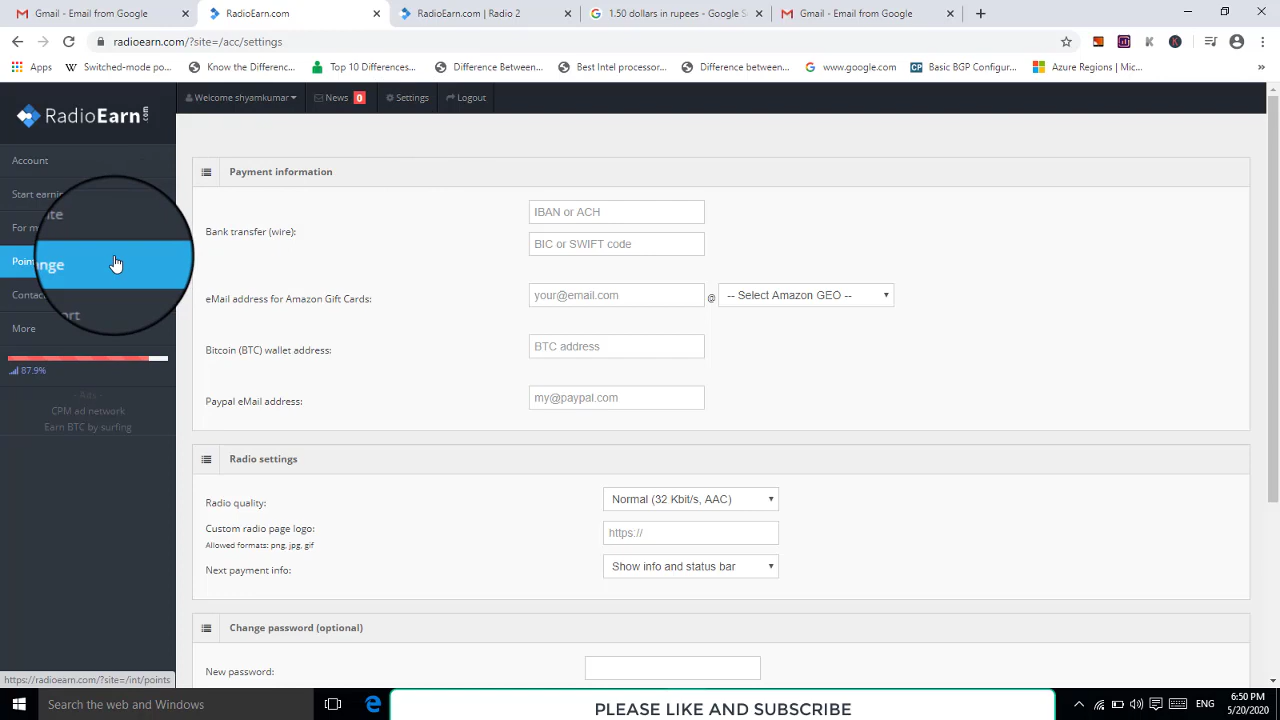 Gmail - Email from Google
RadioEarn.com
RadioEarn.com | Radio 2
1.50 dollars in rupees - Google S
Gmail - Email from Google
radioearn.com/?site=/acc/settings
Apps
Switched-mode po...
Know the Difference...
Top 10 Differences...
Difference Between...
Best Intel processor...
Difference between...
www.google.com
Basic BGP Configur...
Azure Regions | Mic...
»
RadioEarn.com
Welcome shyamkumar
News 0
Settings
Logout
Account
Start earnin
For m
Poin
nge
Contac
ort
More
87.9%
- Ads -
CPM ad network
Earn BTC by surfing
Payment information
Bank transfer (wire):
IBAN or ACH
BIC or SWIFT code
eMail address for Amazon Gift Cards:
your@email.com
@
-- Select Amazon GEO --
Bitcoin (BTC) wallet address:
BTC address
Paypal eMail address:
my@paypal.com
Radio settings
Radio quality:
Normal (32 Kbit/s, AAC)
Custom radio page logo:
Allowed formats: png, jpg, gif
https://
Next payment info:
Show info and status bar
Change password (optional)
New password:
https://radioearn.com/?site=/int/points
Search the web and Windows
PLEASE LIKE AND SUBSCRIBE
ENG
6:50 PM
5/20/2020